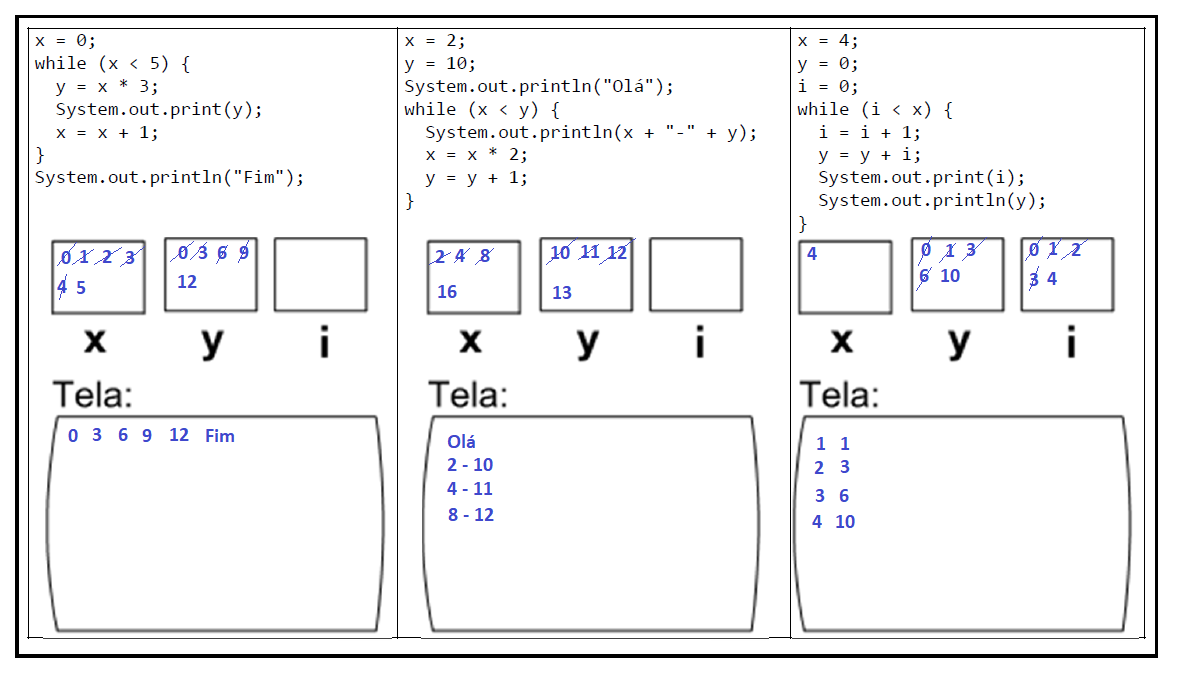 x = 0;
while (x < 5) {
  y = x * 3;
  System.out.print(y);
  x = x + 1;
}
System.out.println("Fim");
0 1 2 3
4 5
0 3 6 9
12
x y i
Tela:
0 3 6 9 12 Fim
x = 2;
y = 10;
System.out.println("Olá");
while (x < y) {
  System.out.println(x + "-" + y);
  x = x * 2;
  y = y + 1;
}
2 4 8
16
10 11 12
13
x y i
Tela:
Olá
2 - 10
4 - 11
8 - 12
x = 4;
y = 0;
i = 0;
while (i < x) {
  i = i + 1;
  y = y + i;
  System.out.print(i);
  System.out.println(y);
}
4
0 1 3
6 10
0 1 2
3 4
x y i
Tela:
1 1
2 3
3 6
4 10